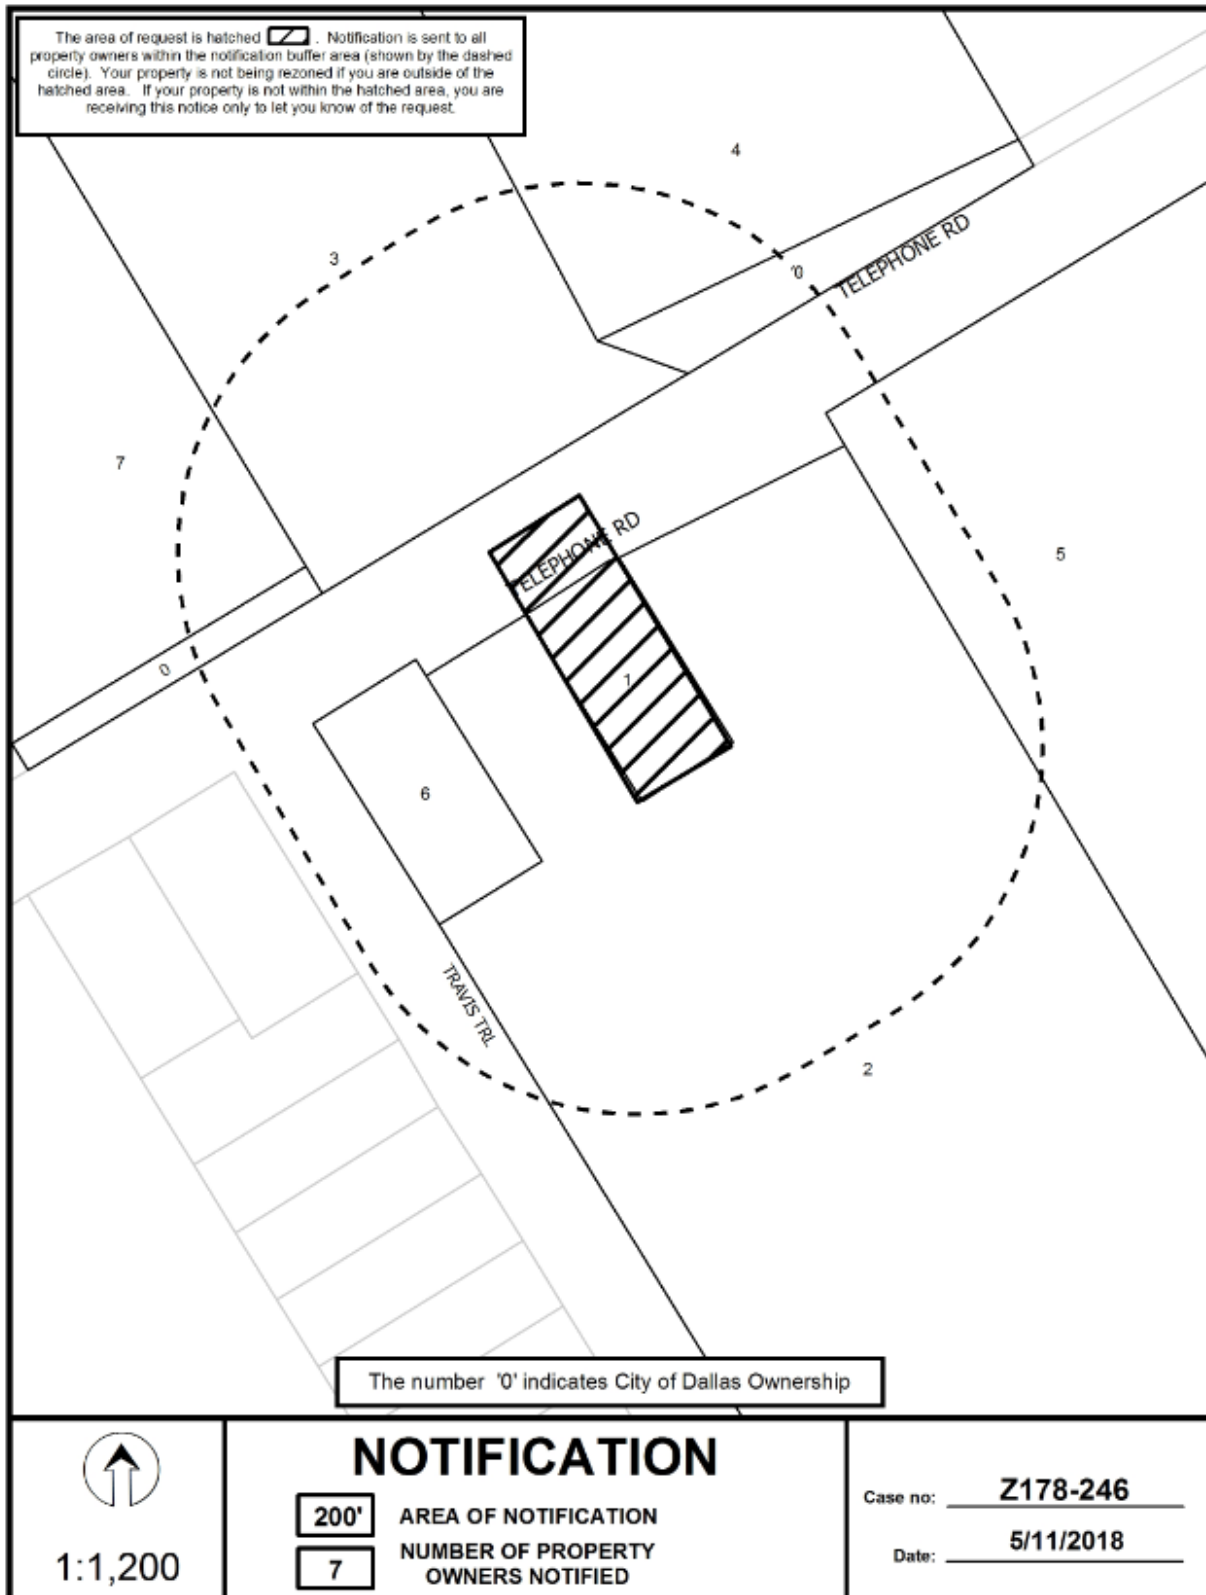 The area of request is hatched . Notification is sent to all
property owners within the notification buffer area (shown by the dashed
circle). Your property is not being rezoned if you are outside of the
hatched area. If your property is not within the hatched area, you are
receiving this notice only to let you know of the request.
4
3
'0
TELEPHONE RD
7
TELEPHONE RD
5
0
1
6
TRAVIS TRL
2
The number '0' indicates City of Dallas Ownership
1:1,200
NOTIFICATION
200' AREA OF NOTIFICATION
7 NUMBER OF PROPERTY
OWNERS NOTIFIED
Case no: Z178-246
Date: 5/11/2018